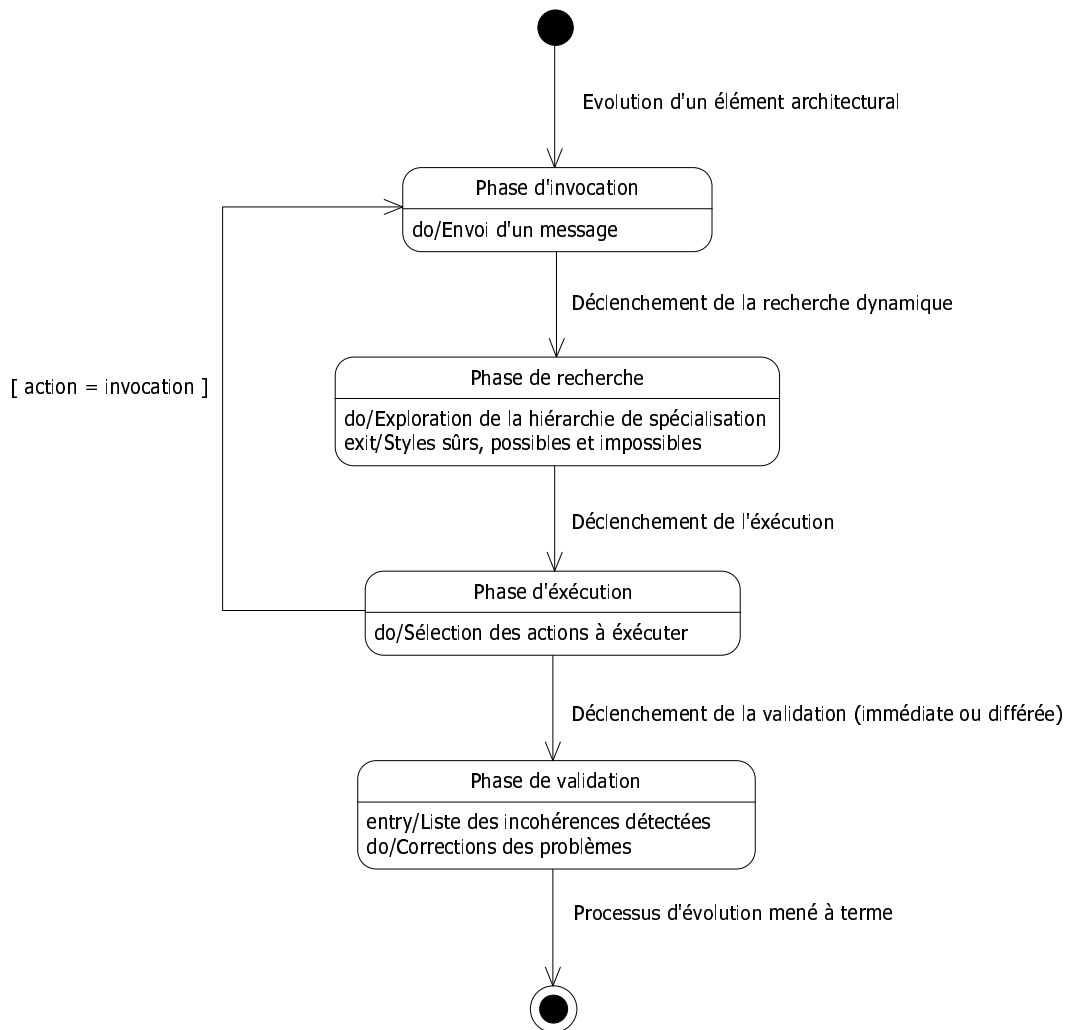 Evolution d'un élément architectural
Phase d'invocation
do/Envoi d'un message
Déclenchement de la recherche dynamique
[ action = invocation ]
Phase de recherche
do/Exploration de la hiérarchie de spécialisation
exit/Styles sûrs, possibles et impossibles
Déclenchement de l'éxécution
Phase d'éxécution
do/Sélection des actions à éxécuter
Déclenchement de la validation (immédiate ou différée)
Phase de validation
entry/Liste des incohérences détectées
do/Corrections des problèmes
Processus d'évolution mené à terme